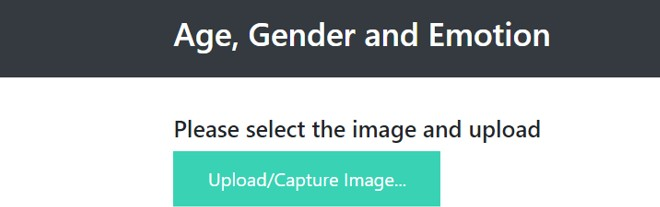 Age, Gender and Emotion
Please select the image and upload
Upload/Capture Image...